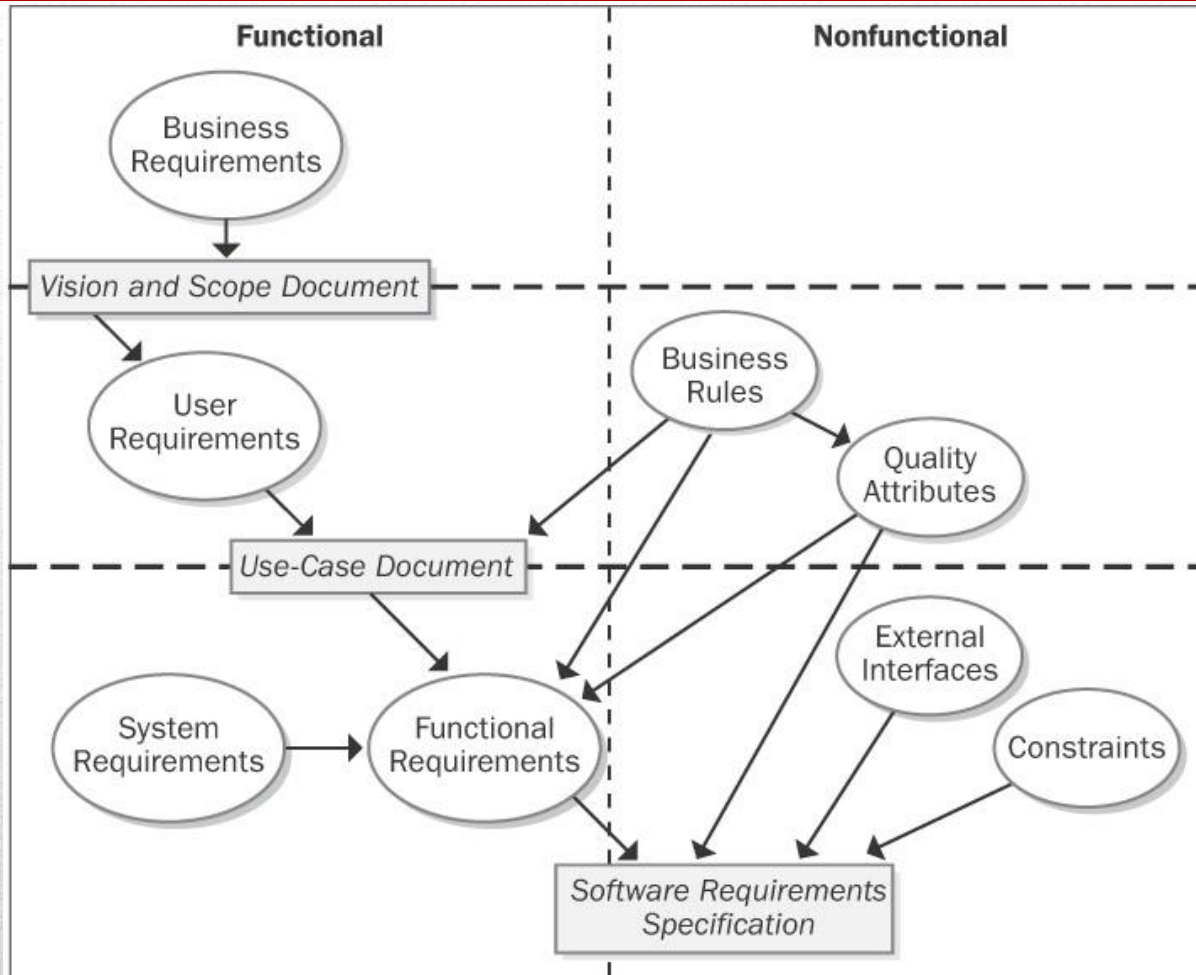 Functional
Nonfunctional
Business
Requirements
Vision and Scope Document
User
Requirements
Business
Rules
Quality
Attributes
Use-Case Document
External
Interfaces
System
Requirements
Functional
Requirements
Constraints
Software Requirements
Specification